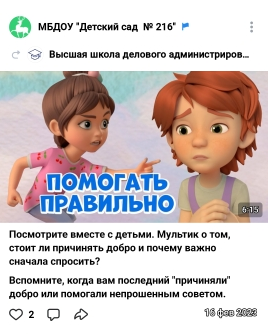 МБДОУ "Детский сад № 216"
Высшая школа делового администриров...
ПОМОГАТЬ
ПРАВИЛЬНО
6:15
Посмотрите вместе с детьми. Мультик о том,
стоит ли причинять добро и почему важно
сначала спросить?
Вспомните, когда вам последний "причиняли"
добро или помогали непрошенным советом.
2
16 фев 2023